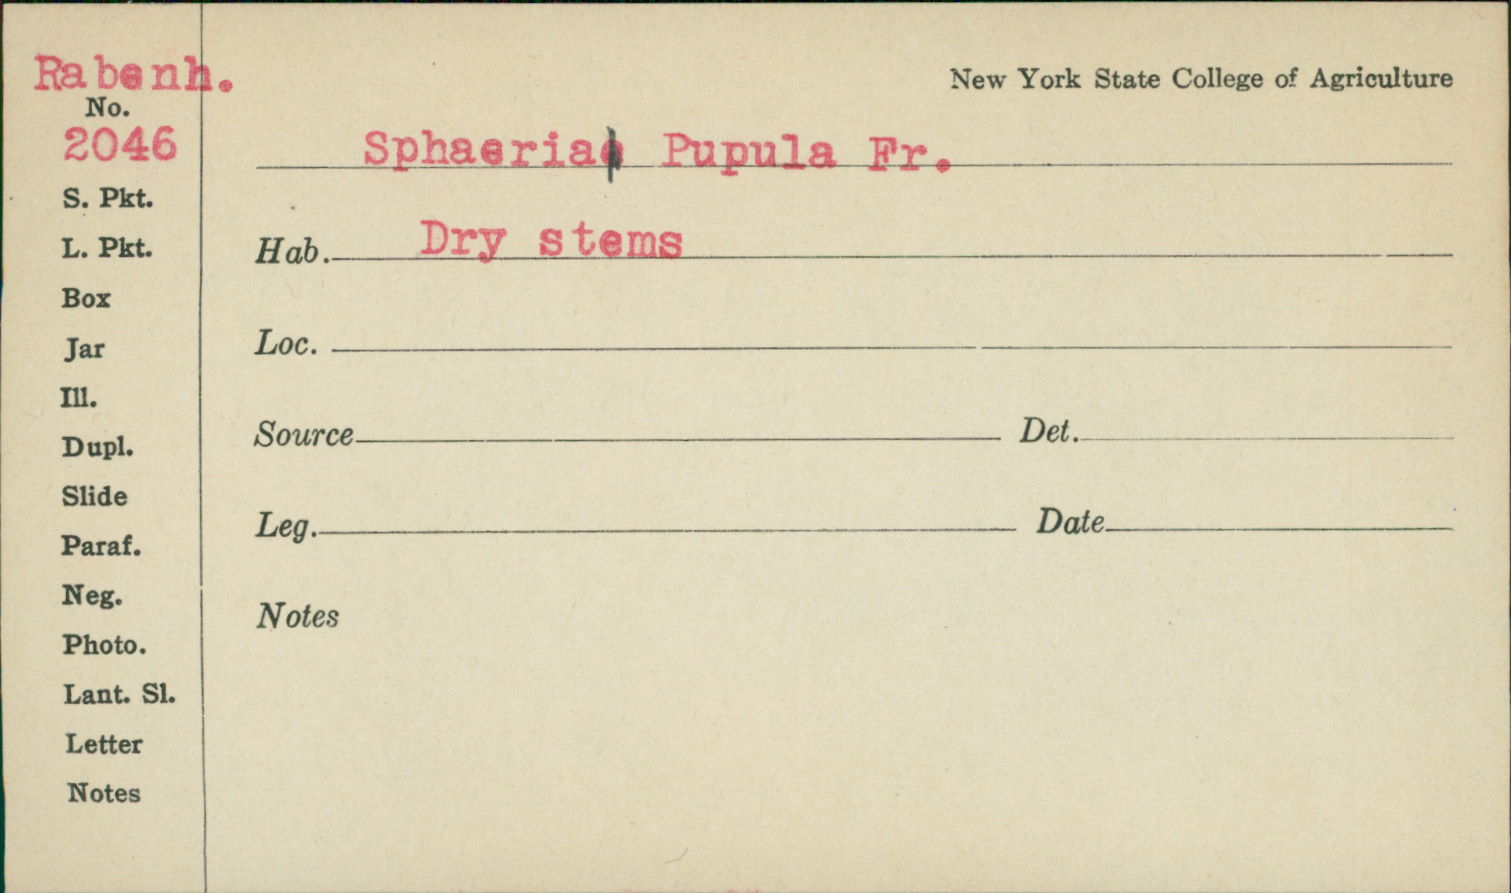 Rabenh.
New York State College of Agriculture
No.
2046
Sphaeria Pupula Fr.
S. Pkt.
L. Pkt.
Hab. Dry stems
Box
Jar
Loc.
Ill.
Dupl.
Source Det.
Slide
Leg. Date
Paraf.
Neg.
Notes
Photo.
Lant. Sl.
Letter
Notes